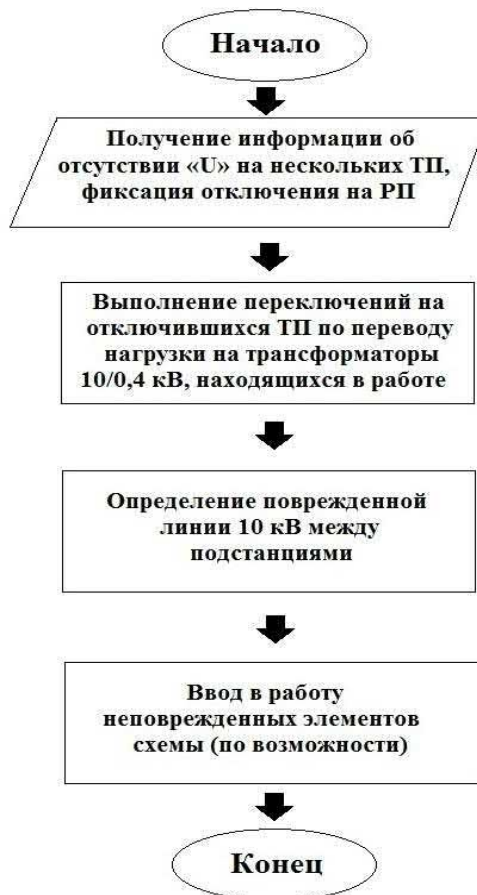 Начало
Получение информации об
отсутствии «U» на нескольких ТП,
фиксация отключения на РП
Выполнение переключений на
отключившихся ТП по переводу
нагрузки на трансформаторы
10/0,4 кВ, находящихся в работе
Определение поврежденной
линии 10 кВ между
подстанциями
Ввод в работу
неповрежденных элементов
схемы (по возможности)
Конец